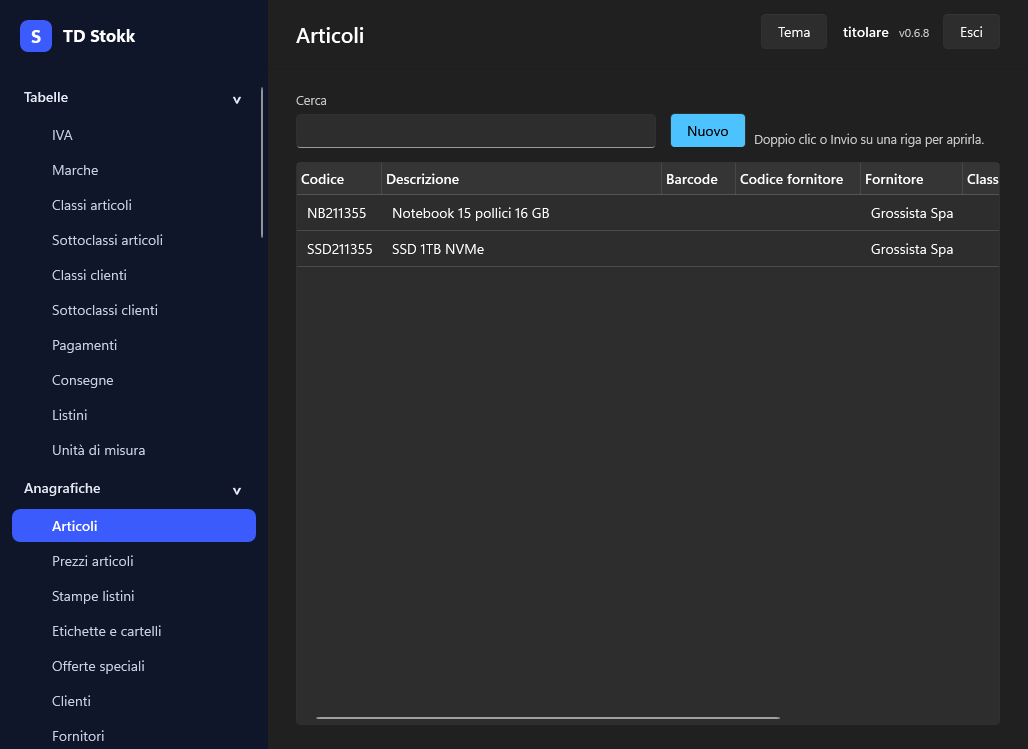 S TD Stokk
Tabelle v
IVA
Marche
Classi articoli
Sottoclassi articoli
Classi clienti
Sottoclassi clienti
Pagamenti
Consegne
Listini
Unità di misura
Anagrafiche v
Articoli
Prezzi articoli
Stampe listini
Etichette e cartelli
Offerte speciali
Clienti
Fornitori
Articoli
Tema titolare v0.6.8 Esci
Cerca
Nuovo Doppio clic o Invio su una riga per aprirla.
Codice Descrizione Barcode Codice fornitore Fornitore Class
NB211355 Notebook 15 pollici 16 GB Grossista Spa
SSD211355 SSD 1TB NVMe Grossista Spa